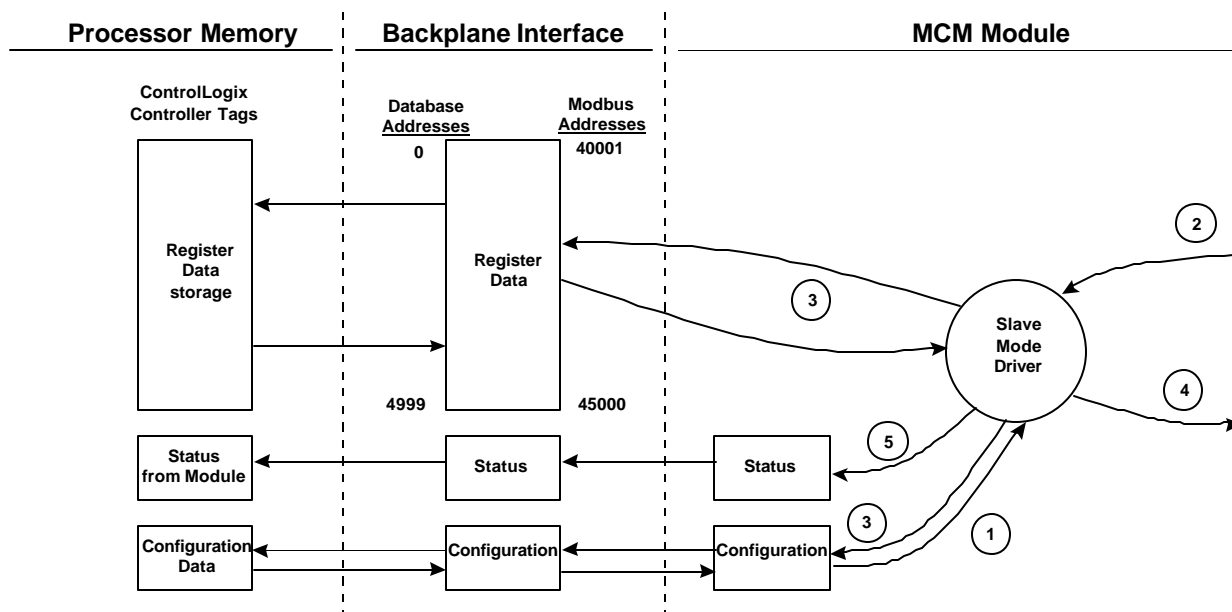 Processor Memory
Backplane Interface
MCM Module
ControlLogix
Controller Tags
Database
Addresses
0
Modbus
Addresses
40001
Register
Data
storage
Register
Data
2
3
Slave
Mode
Driver
4
4999
45000
5
Status
from Module
Status
Status
3
1
Configuration
Data
Configuration
Configuration